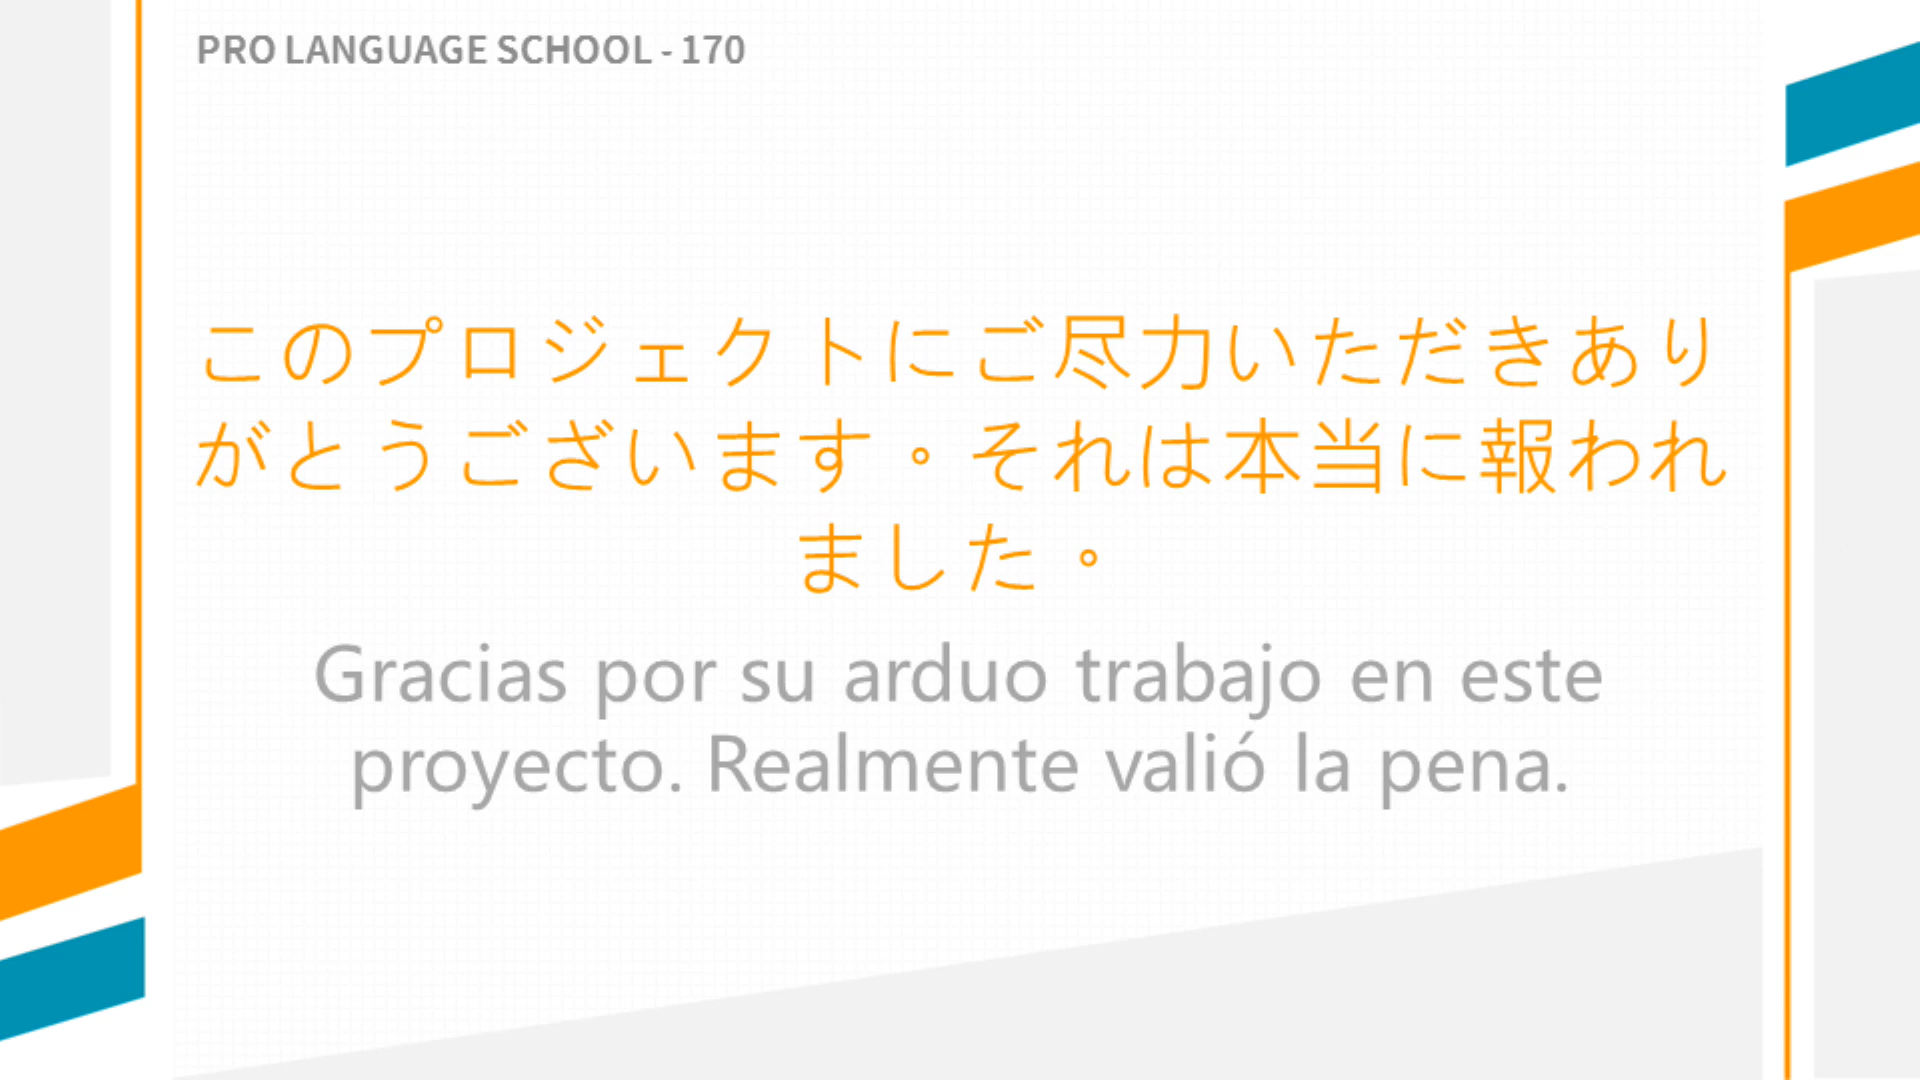 PRO LANGUAGE SCHOOL - 170
このプロジェクトにご尽力いただきあり
がとうございます。それは本当に報われ
ました。
Gracias por su arduo trabajo en este
proyecto. Realmente valió la pena.